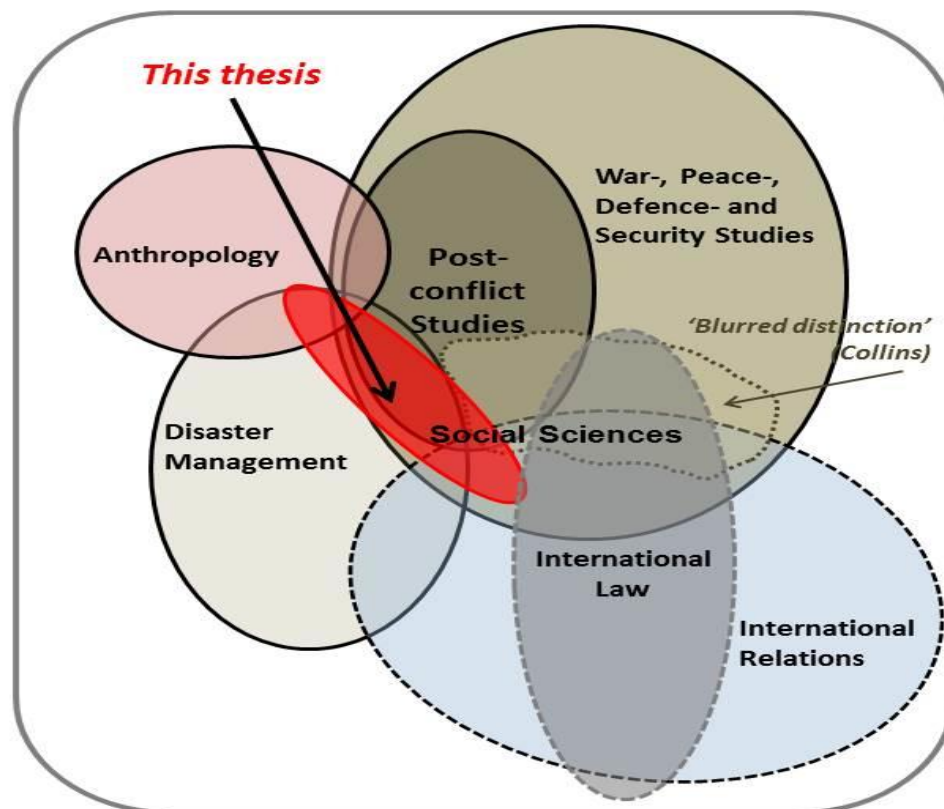 This thesis
War-, Peace-,
Defence- and
Security Studies
Anthropology
Post-
conflict
Studies
‘Blurred distinction’
(Collins)
Disaster
Management
Social Sciences
International
Law
International
Relations